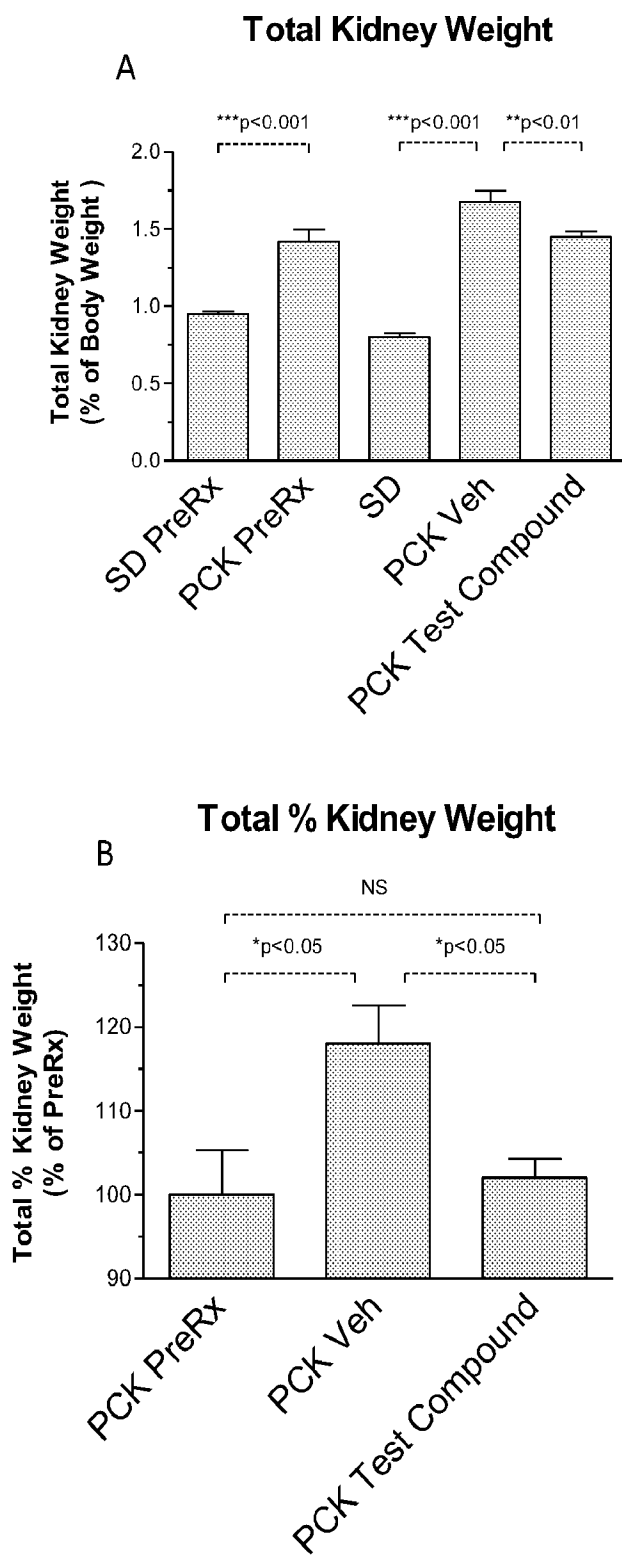 Total Kidney Weight
A
***p<0.001
***p<0.001
**p<0.01
Total Kidney Weight
(% of Body Weight )
2.0
1.5
1.0
0.5
0.0
SD PreRx
PCK PreRx
SD
PCK Veh
PCK Test Compound
Total % Kidney Weight
B
NS
*p<0.05
*p<0.05
Total % Kidney Weight
(% of PreRx)
130
120
110
100
90
PCK PreRx
PCK Veh
PCK Test Compound